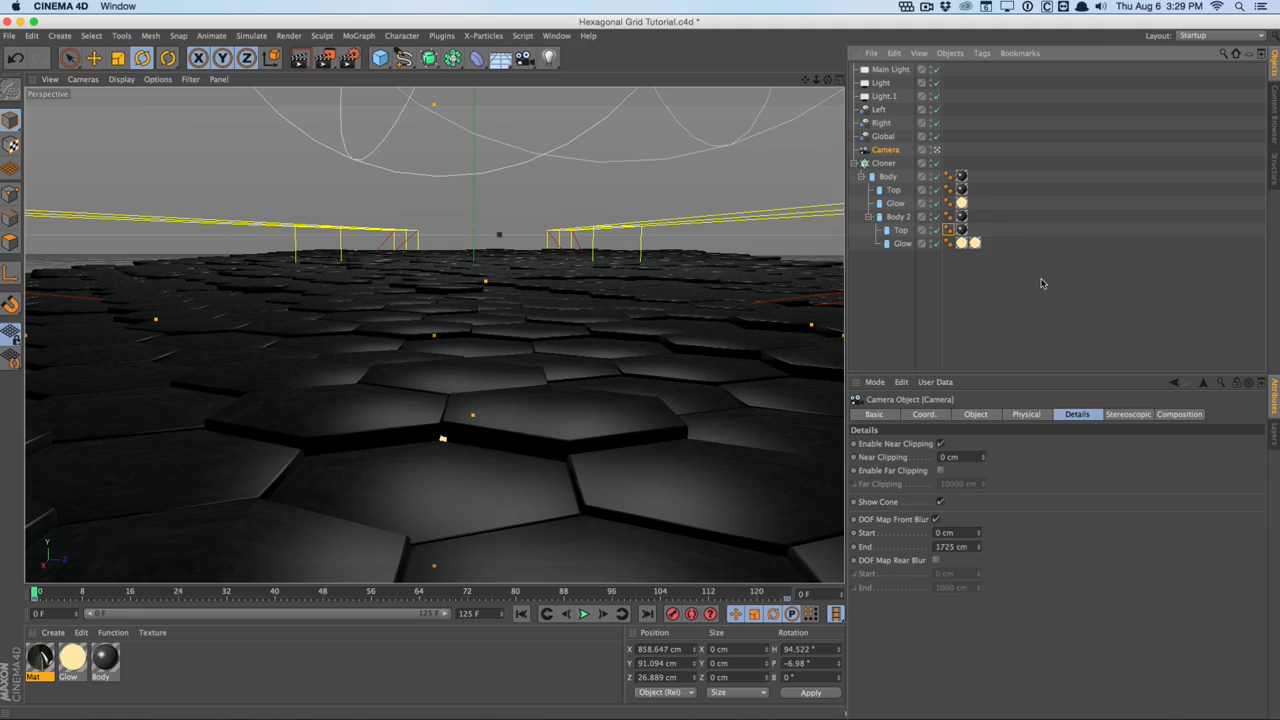 CINEMA 4D Window Thu Aug 6 3:29 PM
Hexagonal Grid Tutorial.c4d *
File Edit Create Select Tools Mesh Snap Animate Simulate Render Sculpt MoGraph Character Plugins X-Particles Script Window Help Layout: Startup
X Y Z
File Edit View Objects Tags Bookmarks
View Cameras Display Options Filter Panel
Perspective
Main Light
Light
Light.1
Left
Right
Global
Camera
Cloner
Body
Top
Glow
Body 2
Top
Glow
Objects
Content Browser
Structure
Mode Edit User Data
Camera Object [Camera]
Basic Coord. Object Physical Details Stereoscopic Composition
Details
Enable Near Clipping
Near Clipping 0 cm
Enable Far Clipping
Far Clipping 10000 cm
Show Cone
DOF Map Front Blur
Start 0 cm
End 1725 cm
DOF Map Rear Blur
Start 0 cm
End 1000 cm
Attributes
Layers
Y
X Z
0 8 16 24 32 40 48 56 64 72 80 88 96 104 112 120 0 F
0 F 0 F 125 F 125 F
P
Create Edit Function Texture
Mat Glow Body
Position Size Rotation
X 858.647 cm X 0 cm H 94.522 °
Y 91.094 cm Y 0 cm P -6.98 °
Z 26.889 cm Z 0 cm B 0 °
Object (Rel) Size Apply
MAXON
CINEMA 4D